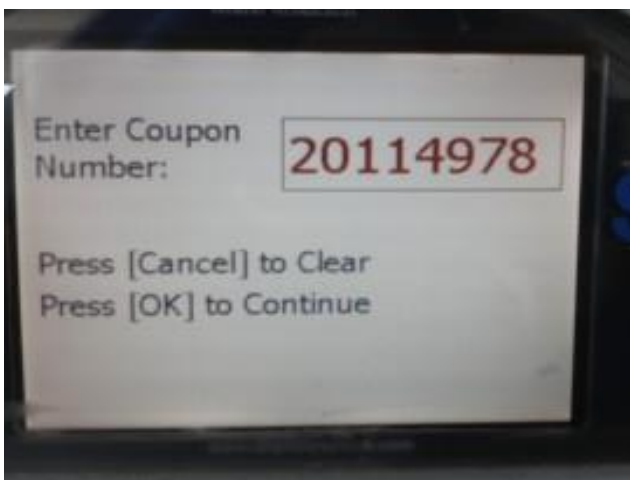 Enter Coupon
Number:
20114978
Press [Cancel] to Clear
Press [OK] to Continue